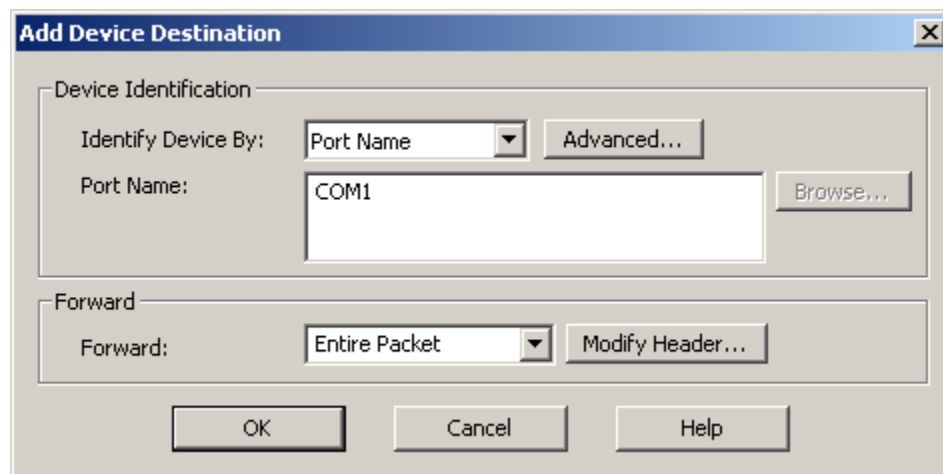 Add Device Destination
Device Identification
Identify Device By: Port Name Advanced...
Port Name: COM1 Browse...
Forward
Forward: Entire Packet Modify Header...
OK Cancel Help